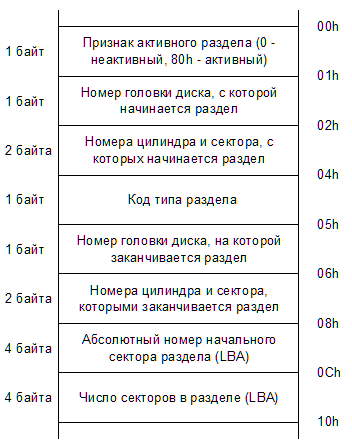 00h
1 байт
Признак активного раздела (0 -
неактивный, 80h - активный)
01h
1 байт
Номер головки диска, с которой
начинается раздел
02h
2 байта
Номера цилиндра и сектора, с
которых начинается раздел
04h
1 байт
Код типа раздела
05h
1 байт
Номер головки диска, на которой
заканчивается раздел
06h
2 байта
Номера цилиндра и сектора,
которыми заканчивается раздел
08h
4 байта
Абсолютный номер начального
сектора раздела (LBA)
0Ch
4 байта
Число секторов в разделе (LBA)
10h